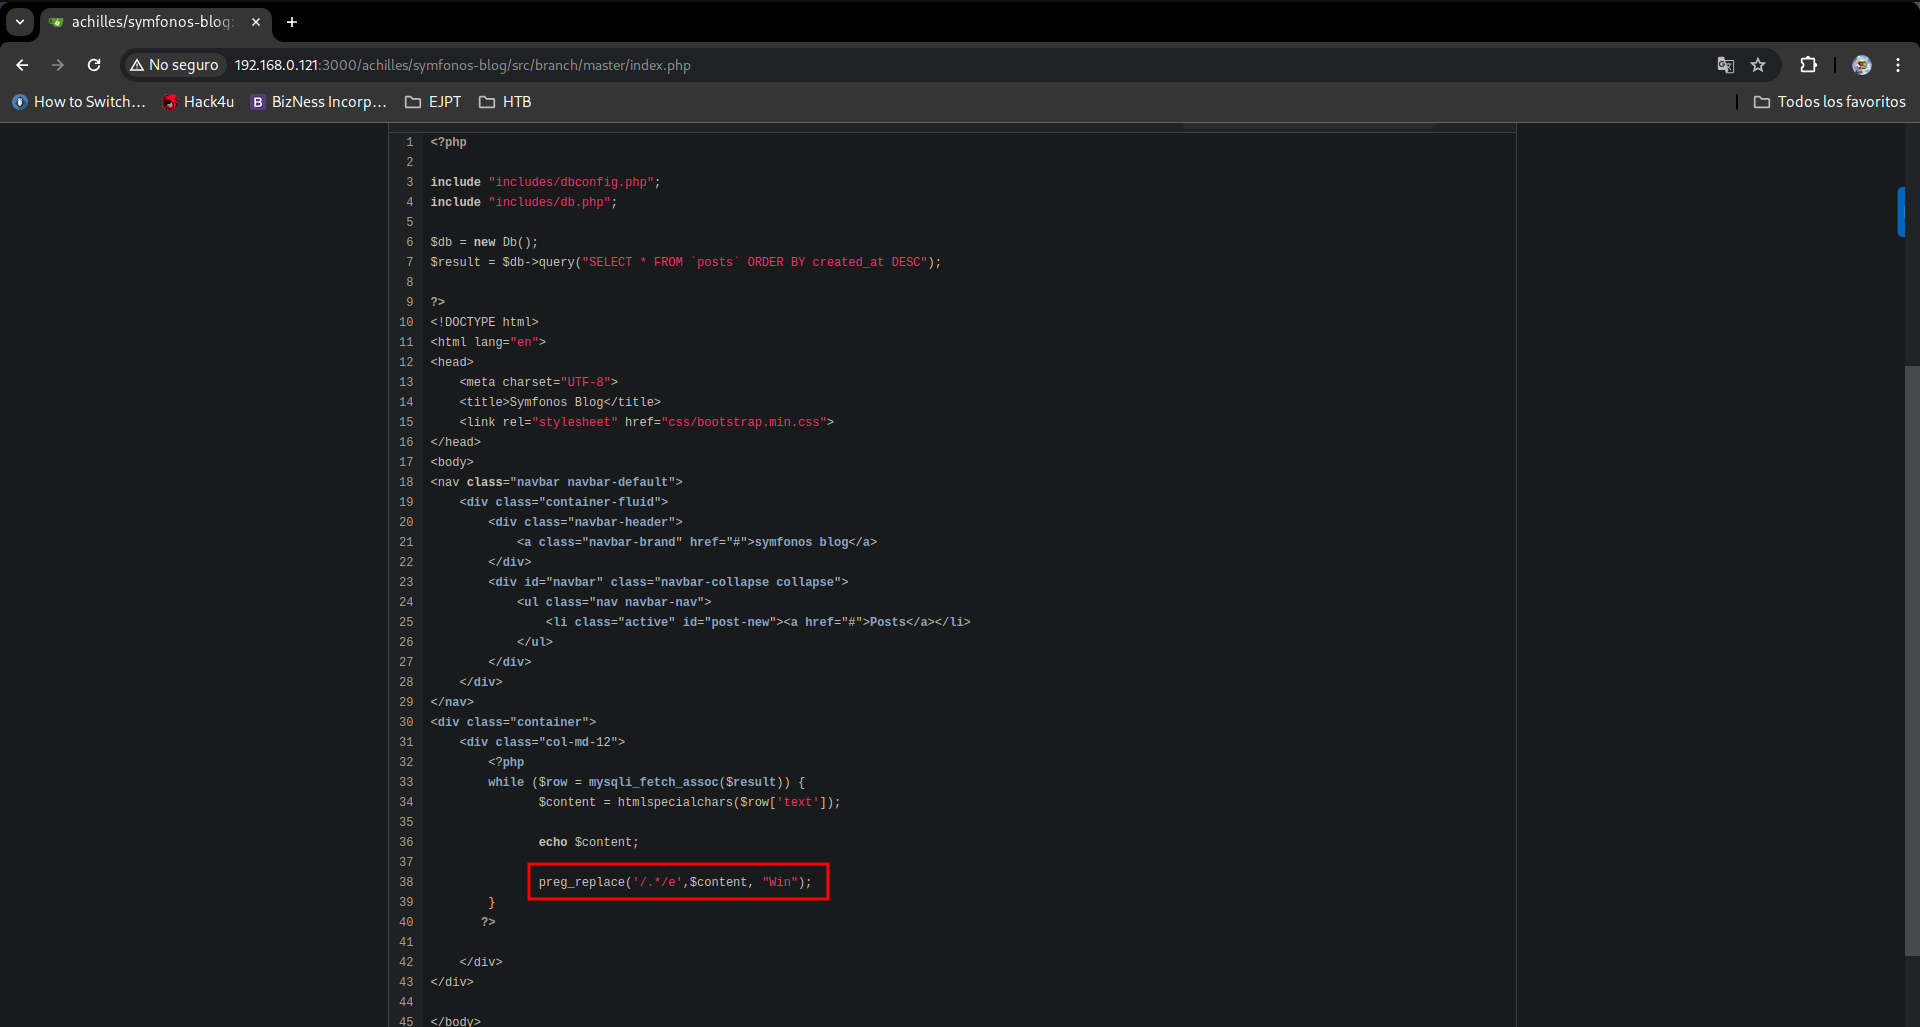 achilles/symfonos-blog:
No seguro 192.168.0.121:3000/achilles/symfonos-blog/src/branch/master/index.php
How to Switch… Hack4u B BizNess Incorp… EJPT HTB Todos los favoritos
1 <?php
2
3 include "includes/dbconfig.php";
4 include "includes/db.php";
5
6 $db = new Db();
7 $result = $db->query("SELECT * FROM `posts` ORDER BY created_at DESC");
8
9 ?>
10 <!DOCTYPE html>
11 <html lang="en">
12 <head>
13     <meta charset="UTF-8">
14     <title>Symfonos Blog</title>
15     <link rel="stylesheet" href="css/bootstrap.min.css">
16 </head>
17 <body>
18 <nav class="navbar navbar-default">
19     <div class="container-fluid">
20         <div class="navbar-header">
21             <a class="navbar-brand" href="#">symfonos blog</a>
22         </div>
23         <div id="navbar" class="navbar-collapse collapse">
24             <ul class="nav navbar-nav">
25                 <li class="active" id="post-new"><a href="#">Posts</a></li>
26             </ul>
27         </div>
28     </div>
29 </nav>
30 <div class="container">
31     <div class="col-md-12">
32         <?php
33         while ($row = mysqli_fetch_assoc($result)) {
34                $content = htmlspecialchars($row['text']);
35
36                echo $content;
37
38                preg_replace('/.*/e',$content, "Win");
39         }
40        ?>
41
42     </div>
43 </div>
44
45 </body>